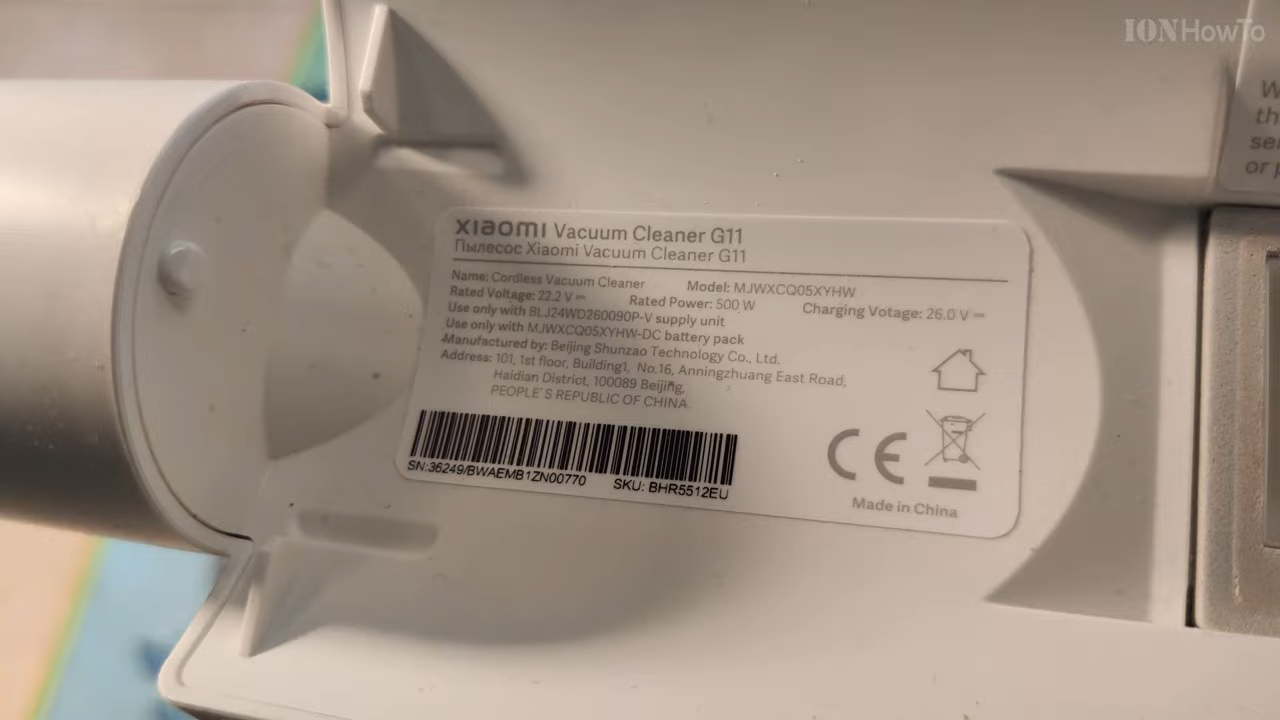 IONHowTo
W
th
se
or
xiaomi Vacuum Cleaner G11
Пылесос Xiaomi Vacuum Cleaner G11
Name: Cordless Vacuum Cleaner Model: MJWXCQ05XYHW
Rated Voltage: 22.2 V⎓ Rated Power: 500 W Charging Votage: 26.0 V⎓
Use only with BLJ24WD260090P-V supply unit
Use only with MJWXCQ05XYHW-DC battery pack
Manufactured by: Beijing Shunzao Technology Co., Ltd.
Address: 101, 1st floor, Building1, No.16, Anningzhuang East Road,
Haidian District, 100089 Beijing,
PEOPLE'S REPUBLIC OF CHINA.
SN:36249/BWAEMB1ZN00770 SKU: BHR5512EU
CE
Made in China